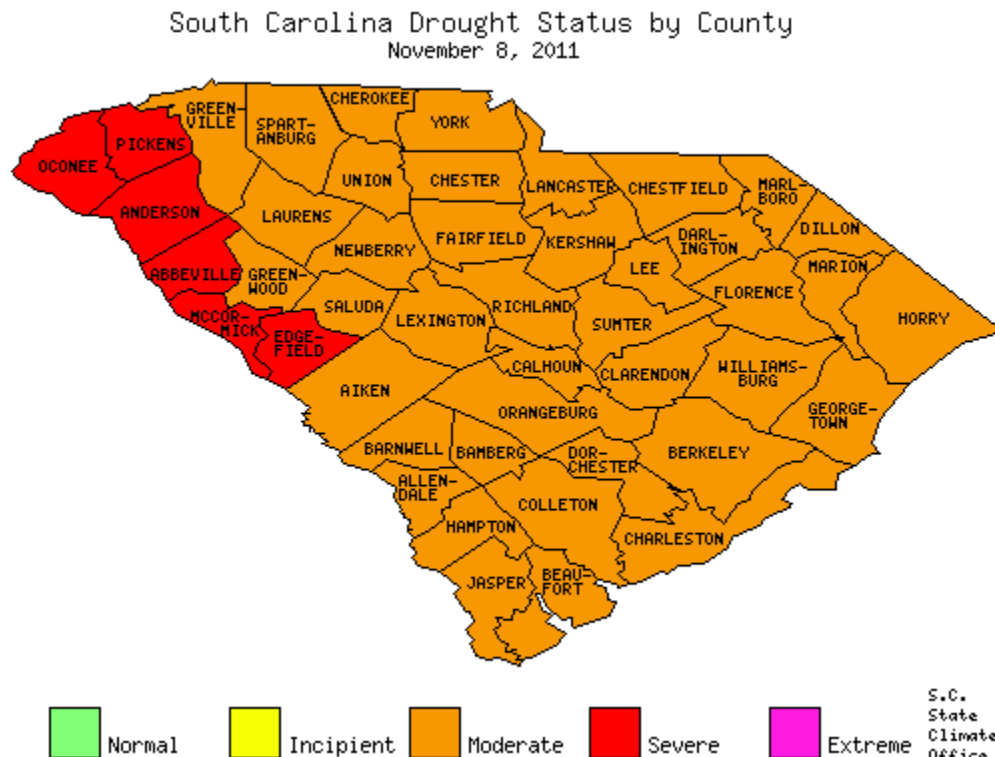 South Carolina Drought Status by County
November 8, 2011
CHEROKEE
GREEN-
VILLE
SPART-
ANBURG
YORK
PICKENS
OCONEE
UNION
CHESTER
LANCASTER
CHESTFIELD
MARL-
BORO
ANDERSON
LAURENS
DILLON
NEWBERRY
FAIRFIELD
KERSHAW
DARL-
INGTON
ABBEVILLE
GREEN-
WOOD
LEE
MARION
SALUDA
RICHLAND
FLORENCE
MCCOR-
MICK
LEXINGTON
SUMTER
HORRY
EDGE-
FIELD
CALHOUN
CLARENDON
WILLIAMS-
BURG
AIKEN
ORANGEBURG
GEORGE-
TOWN
BARNWELL
BAMBERG
DOR-
CHESTER
BERKELEY
ALLEN-
DALE
COLLETON
HAMPTON
CHARLESTON
JASPER
BEAU-
FORT
Normal
Incipient
Moderate
Severe
Extreme
S.C.
State
Climate
Office